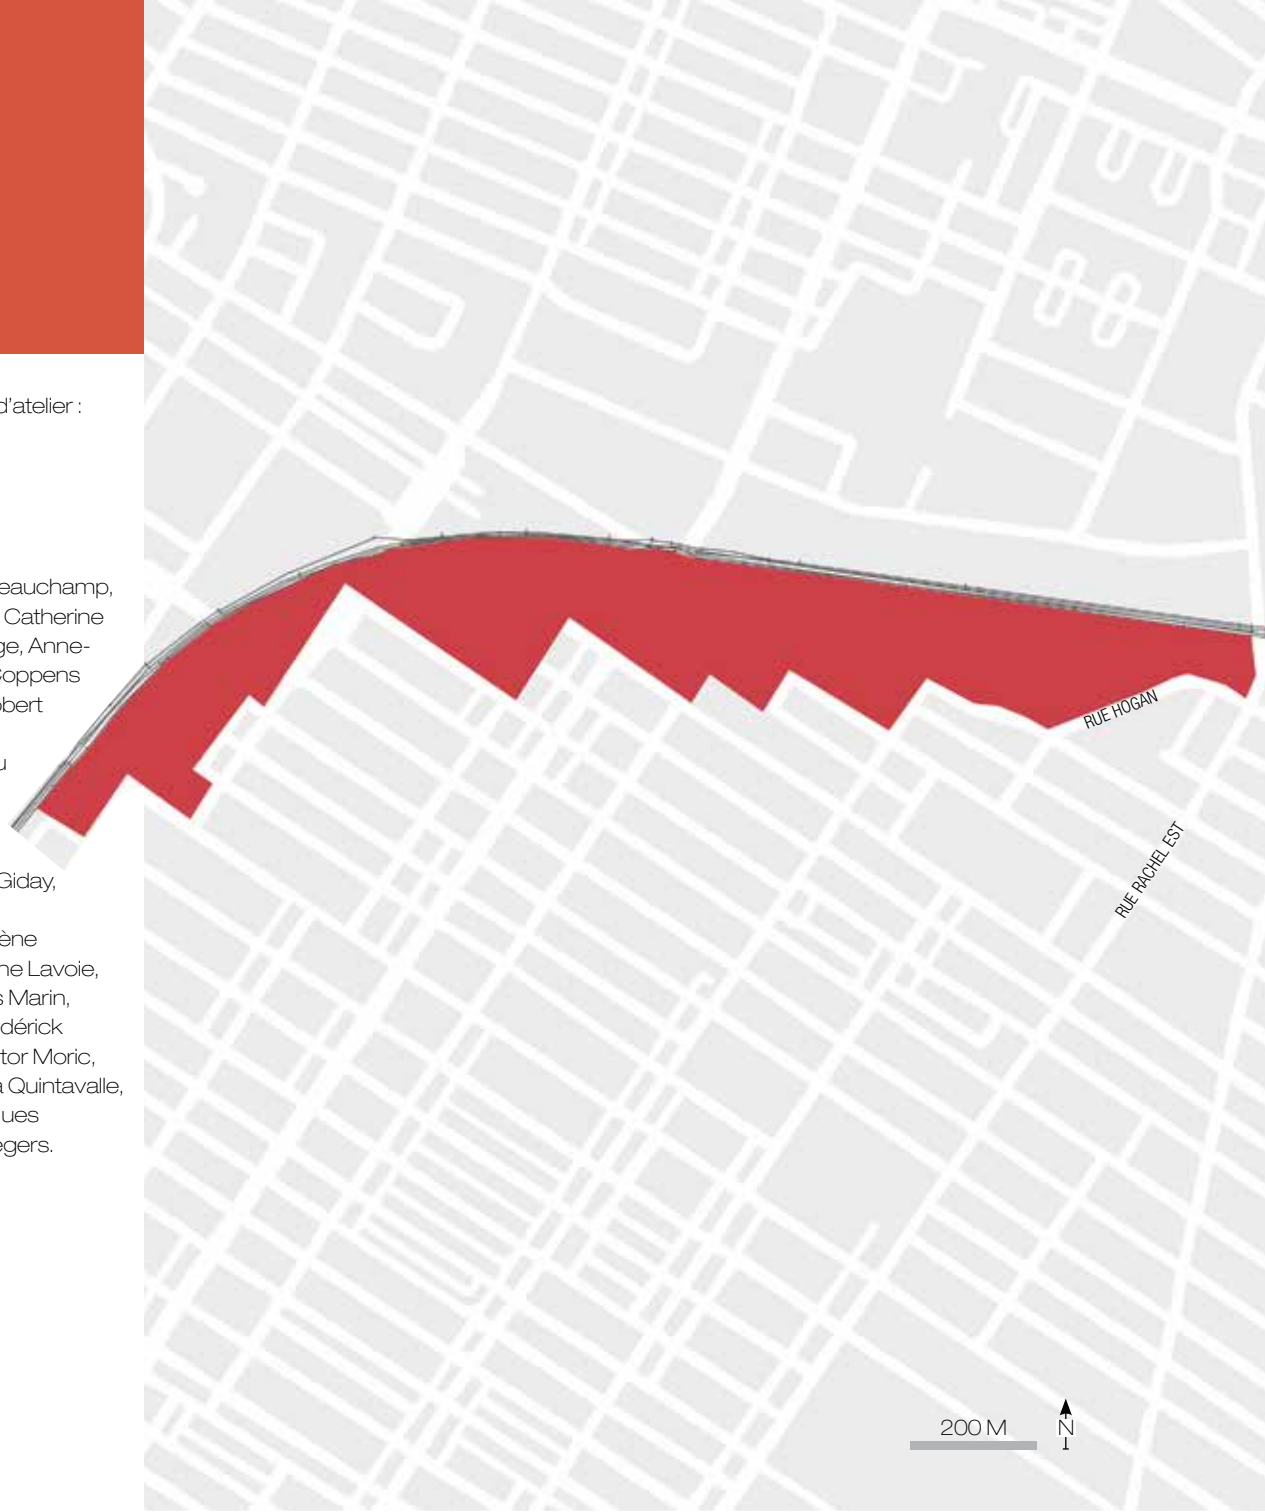 d'atelier :
eauchamp,
Catherine
ge, Anne-
Coppens
obert
u
Giday,
ène
ne Lavoie,
s Marin,
dérick
tor Moric,
a Quintavalle,
ques
egers.
RUE HOGAN
RUE RACHEL EST
200 M
N